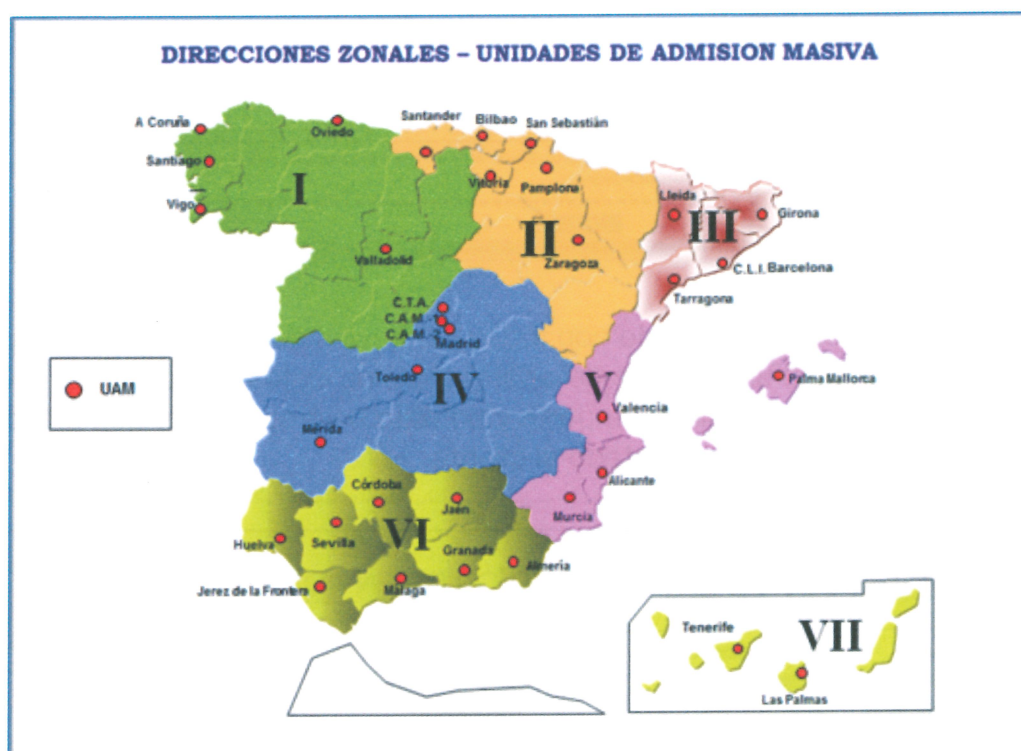 DIRECCIONES ZONALES – UNIDADES DE ADMISION MASIVA
A Coruña
Oviedo
Santander
Bilbao
San Sebastián
Santiago
I
Vitoria
Pamplona
Lleida
Vigo
II
III
Girona
Valladolid
Zaragoza
C.L.I. Barcelona
Tarragona
C.T.A.
C.A.M.-1
C.A.M.-2
Madrid
UAM
Toledo
IV
V
Palma Mallorca
Valencia
Mérida
Alicante
Córdoba
Jaén
Murcia
Huelva
Sevilla
VI
Granada
Almería
Jerez de la Frontera
Málaga
Tenerife
VII
Las Palmas